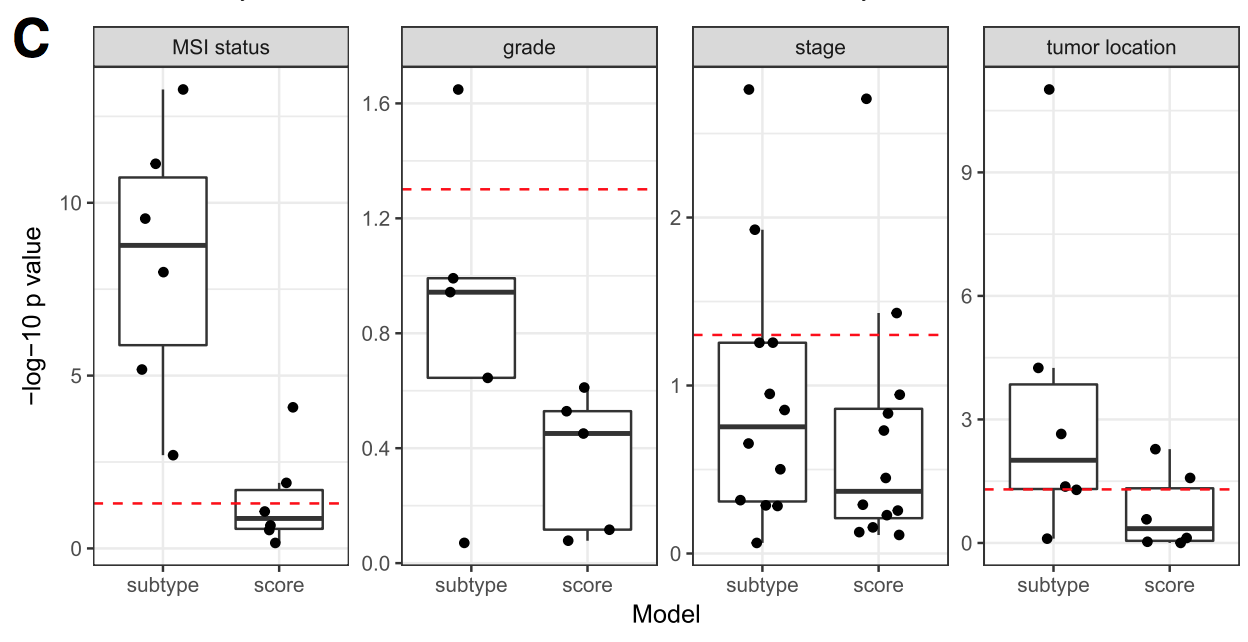 C
MSI status
grade
stage
tumor location
−log−10 p value
10
5
0
1.6
1.2
0.8
0.4
0.0
2
1
0
9
6
3
0
subtype score
subtype score
subtype score
subtype score
Model